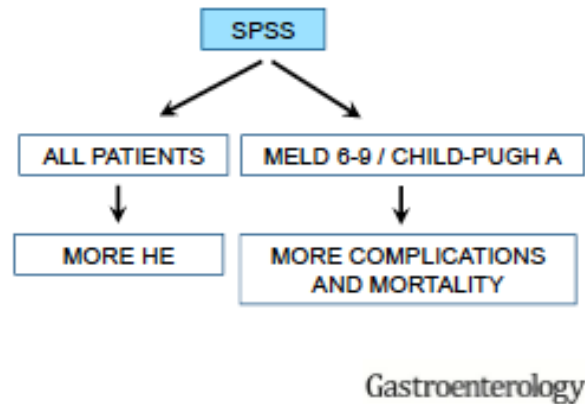 SPSS
ALL PATIENTS
MELD 6-9 / CHILD-PUGH A
MORE HE
MORE COMPLICATIONS
AND MORTALITY
Gastroenterology